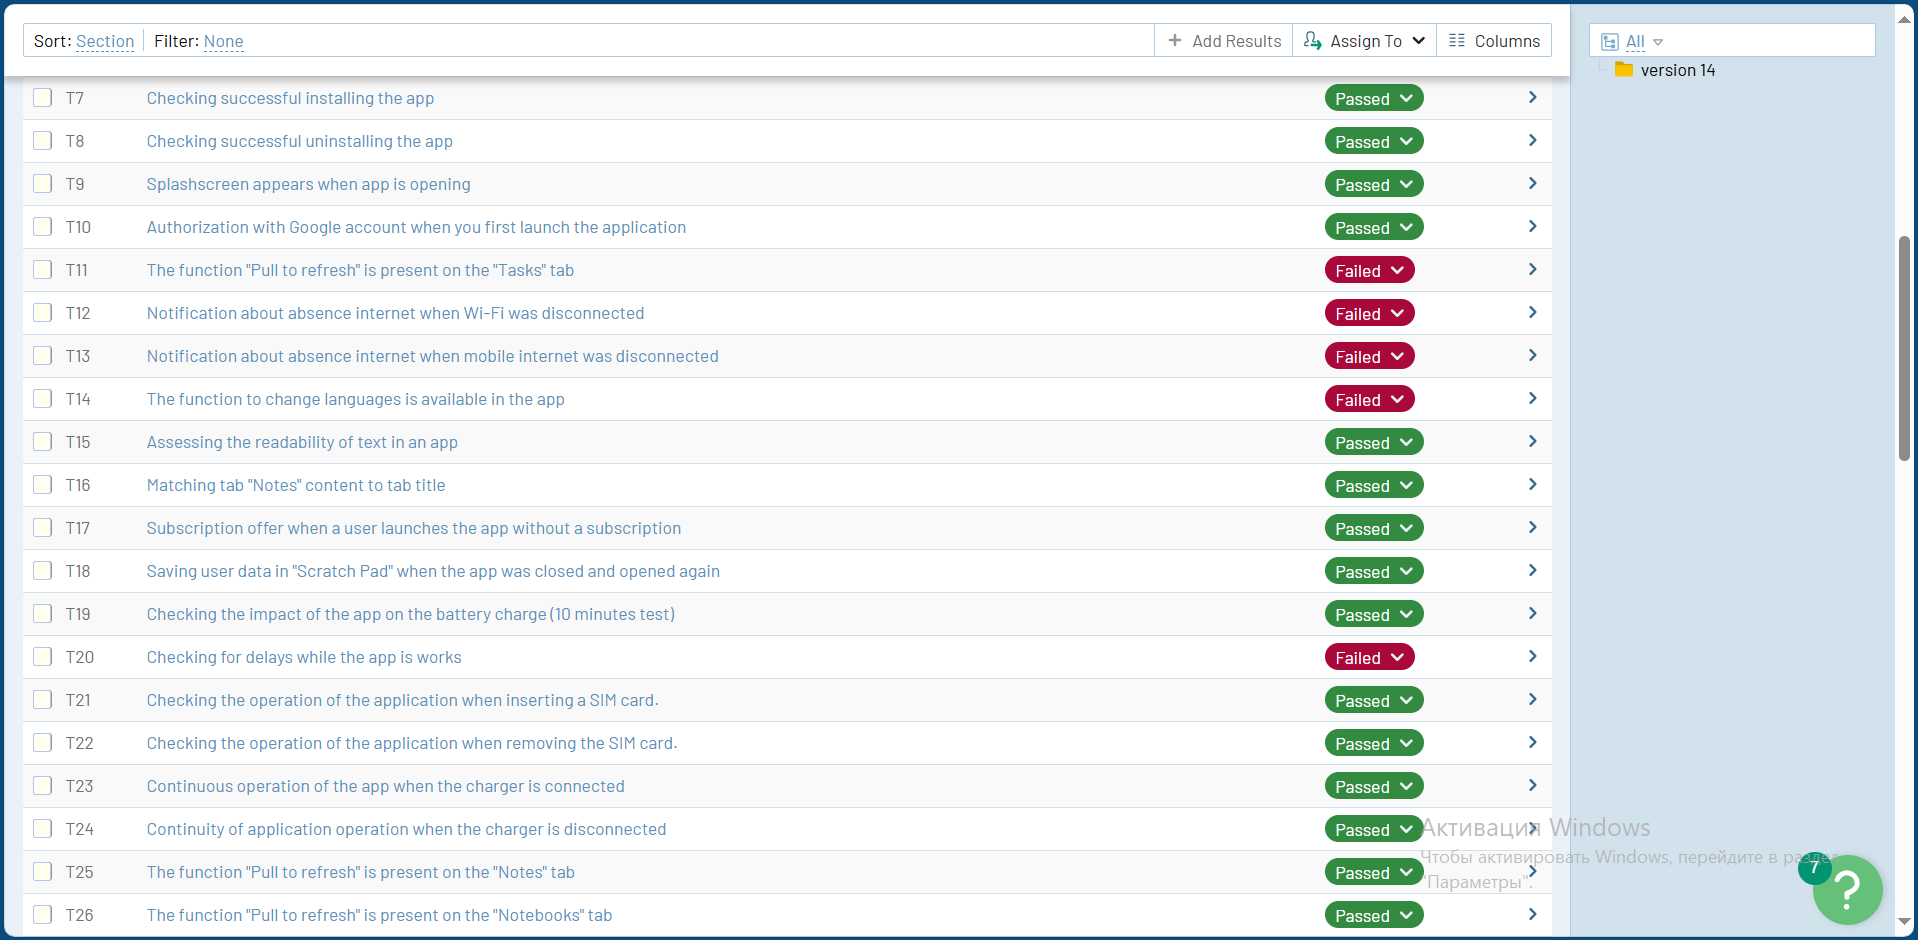 Sort: Section Filter: None + Add Results Assign To Columns All
version 14
T7 Checking successful installing the app Passed
T8 Checking successful uninstalling the app Passed
T9 Splashscreen appears when app is opening Passed
T10 Authorization with Google account when you first launch the application Passed
T11 The function "Pull to refresh" is present on the "Tasks" tab Failed
T12 Notification about absence internet when Wi-Fi was disconnected Failed
T13 Notification about absence internet when mobile internet was disconnected Failed
T14 The function to change languages is available in the app Failed
T15 Assessing the readability of text in an app Passed
T16 Matching tab "Notes" content to tab title Passed
T17 Subscription offer when a user launches the app without a subscription Passed
T18 Saving user data in "Scratch Pad" when the app was closed and opened again Passed
T19 Checking the impact of the app on the battery charge (10 minutes test) Passed
T20 Checking for delays while the app is works Failed
T21 Checking the operation of the application when inserting a SIM card. Passed
T22 Checking the operation of the application when removing the SIM card. Passed
T23 Continuous operation of the app when the charger is connected Passed
T24 Continuity of application operation when the charger is disconnected Passed
T25 The function "Pull to refresh" is present on the "Notes" tab Passed
T26 The function "Pull to refresh" is present on the "Notebooks" tab Passed
Активация Windows
Чтобы активировать Windows, перейдите в раздел
"Параметры".
7
?